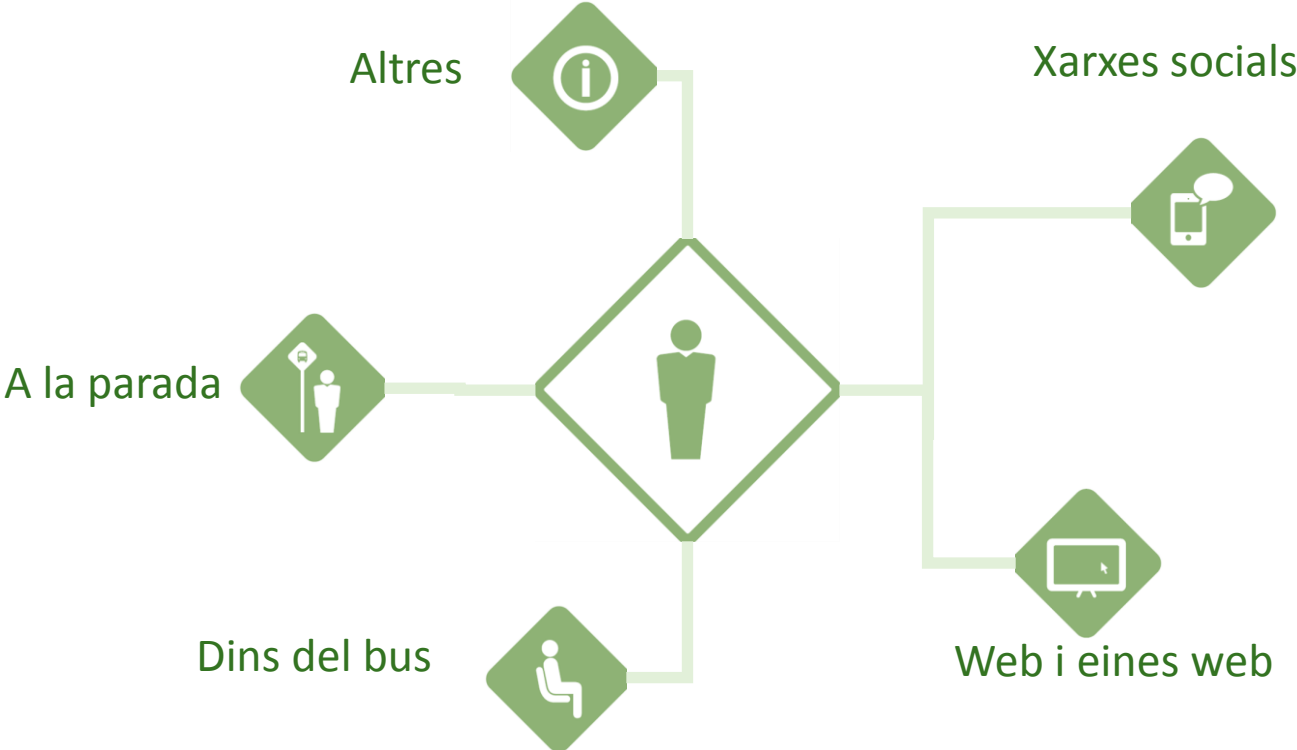 Altres
Xarxes socials
A la parada
Dins del bus
Web i eines web